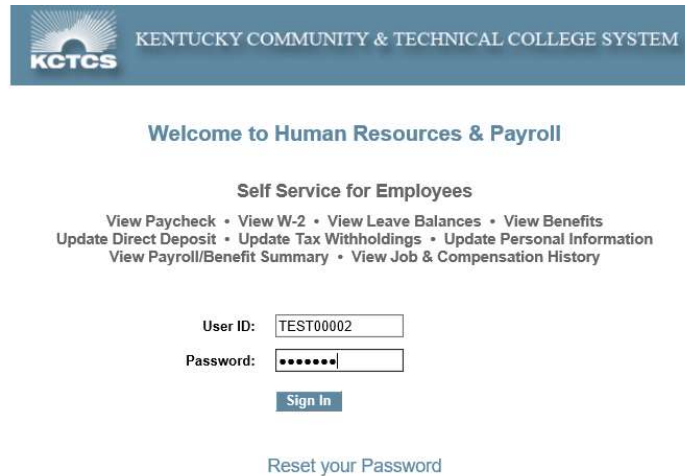 KCTCS
KENTUCKY COMMUNITY & TECHNICAL COLLEGE SYSTEM
Welcome to Human Resources & Payroll
Self Service for Employees
View Paycheck • View W-2 • View Leave Balances • View Benefits
Update Direct Deposit • Update Tax Withholdings • Update Personal Information
View Payroll/Benefit Summary • View Job & Compensation History
User ID: TEST00002
Password: •••••••
Sign In
Reset your Password